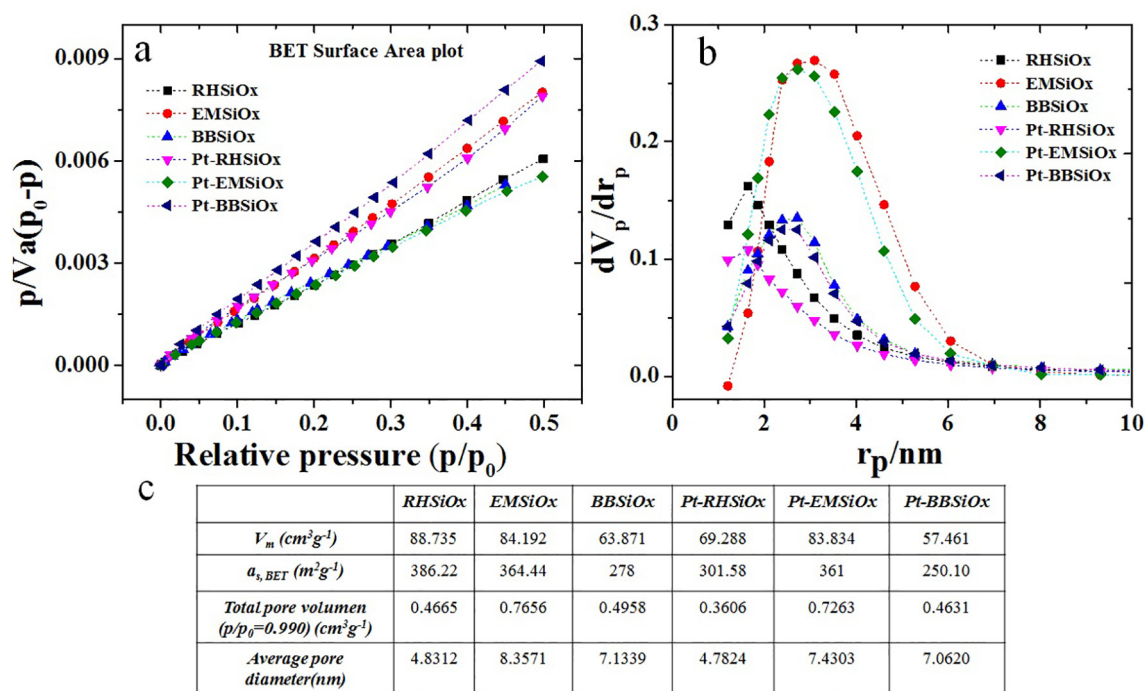 a
BET Surface Area plot
RHSiOx
EMSiOx
BBSiOx
Pt-RHSiOx
Pt-EMSiOx
Pt-BBSiOx
p/Va(p₀-p)
0.009
0.006
0.003
0.000
0.0 0.1 0.2 0.3 0.4 0.5
Relative pressure (p/p₀)
b
RHSiOx
EMSiOx
BBSiOx
Pt-RHSiOx
Pt-EMSiOx
Pt-BBSiOx
dVₚ/drₚ
0.3
0.2
0.1
0.0
0 2 4 6 8 10
rₚ/nm
c
RHSiOx EMSiOx BBSiOx Pt-RHSiOx Pt-EMSiOx Pt-BBSiOx
Vₘ (cm³g⁻¹) 88.735 84.192 63.871 69.288 83.834 57.461
aₛ,BET (m²g⁻¹) 386.22 364.44 278 301.58 361 250.10
Total pore volumen
(p/p₀=0.990) (cm³g⁻¹) 0.4665 0.7656 0.4958 0.3606 0.7263 0.4631
Average pore
diameter(nm) 4.8312 8.3571 7.1339 4.7824 7.4303 7.0620